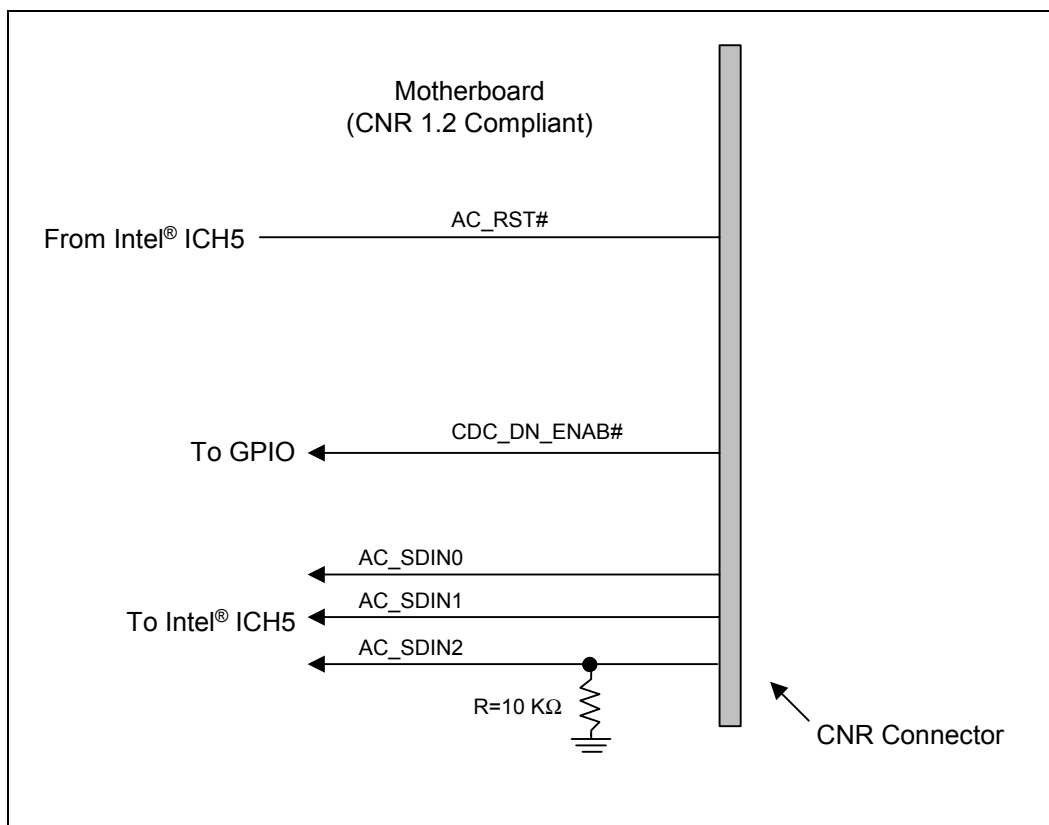 Motherboard
(CNR 1.2 Compliant)
AC_RST#
From Intel® ICH5
CDC_DN_ENAB#
To GPIO
AC_SDIN0
AC_SDIN1
To Intel® ICH5
AC_SDIN2
R=10 KΩ
CNR Connector